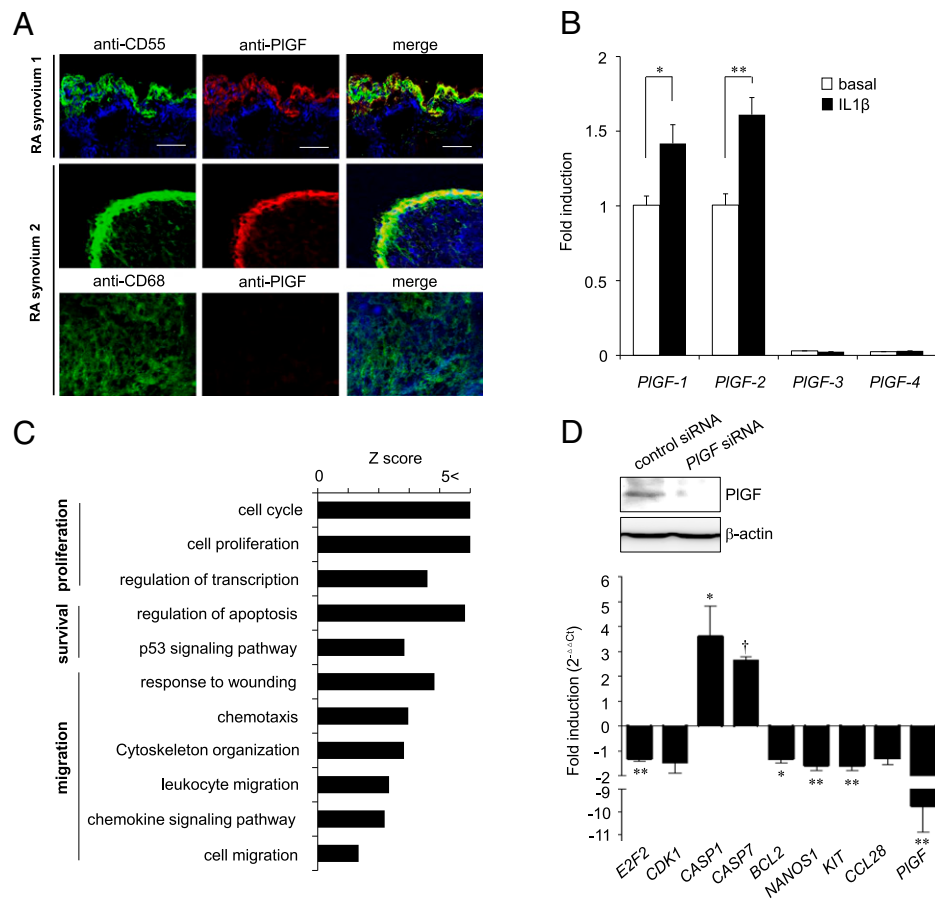 A
anti-CD55 anti-PlGF merge
RA synovium 1
RA synovium 2
anti-CD68 anti-PlGF merge
B
Fold induction
2
1.5
1
0.5
0
* **
basal
IL1β
PlGF-1 PlGF-2 PlGF-3 PlGF-4
C
Z score
0 5<
proliferation
cell cycle
cell proliferation
regulation of transcription
survival
regulation of apoptosis
p53 signaling pathway
migration
response to wounding
chemotaxis
Cytoskeleton organization
leukocyte migration
chemokine signaling pathway
cell migration
D
control siRNA PlGF siRNA
PlGF
β-actin
Fold induction (2-△△Ct)
6
5
4
3
2
1
0
-1
-2
-9
-10
-11
* †
** * ** ** **
E2F2 CDK1 CASP1 CASP7 BCL2 NANOS1 KIT CCL28 PlGF